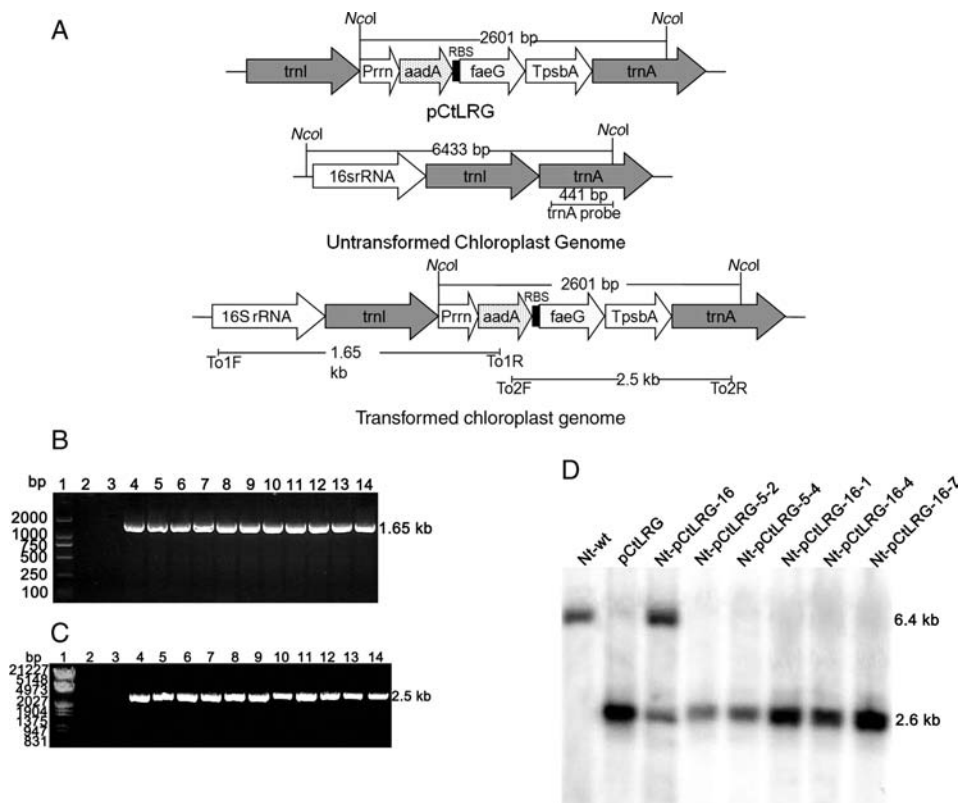 A
NcoI NcoI
2601 bp
RBS
trnI Prrn aadA faeG TpsbA trnA
pCtLRG
NcoI NcoI
6433 bp
16srRNA trnI trnA
441 bp
trnA probe
Untransformed Chloroplast Genome
NcoI NcoI
2601 bp
RBS
16S rRNA trnI Prrn aadA faeG TpsbA trnA
To1F 1.65 kb To1R
To2F 2.5 kb To2R
Transformed chloroplast genome
B
bp 1 2 3 4 5 6 7 8 9 10 11 12 13 14
2000
1000
750
500
250
100
1.65 kb
C
bp 1 2 3 4 5 6 7 8 9 10 11 12 13 14
21227
5148
4973
2027
1904
1375
947
831
2.5 kb
D
Nt-wt
pCtLRG
Nt-pCtLRG-16
Nt-pCtLRG-5-2
Nt-pCtLRG-5-4
Nt-pCtLRG-16-1
Nt-pCtLRG-16-4
Nt-pCtLRG-16-7
6.4 kb
2.6 kb